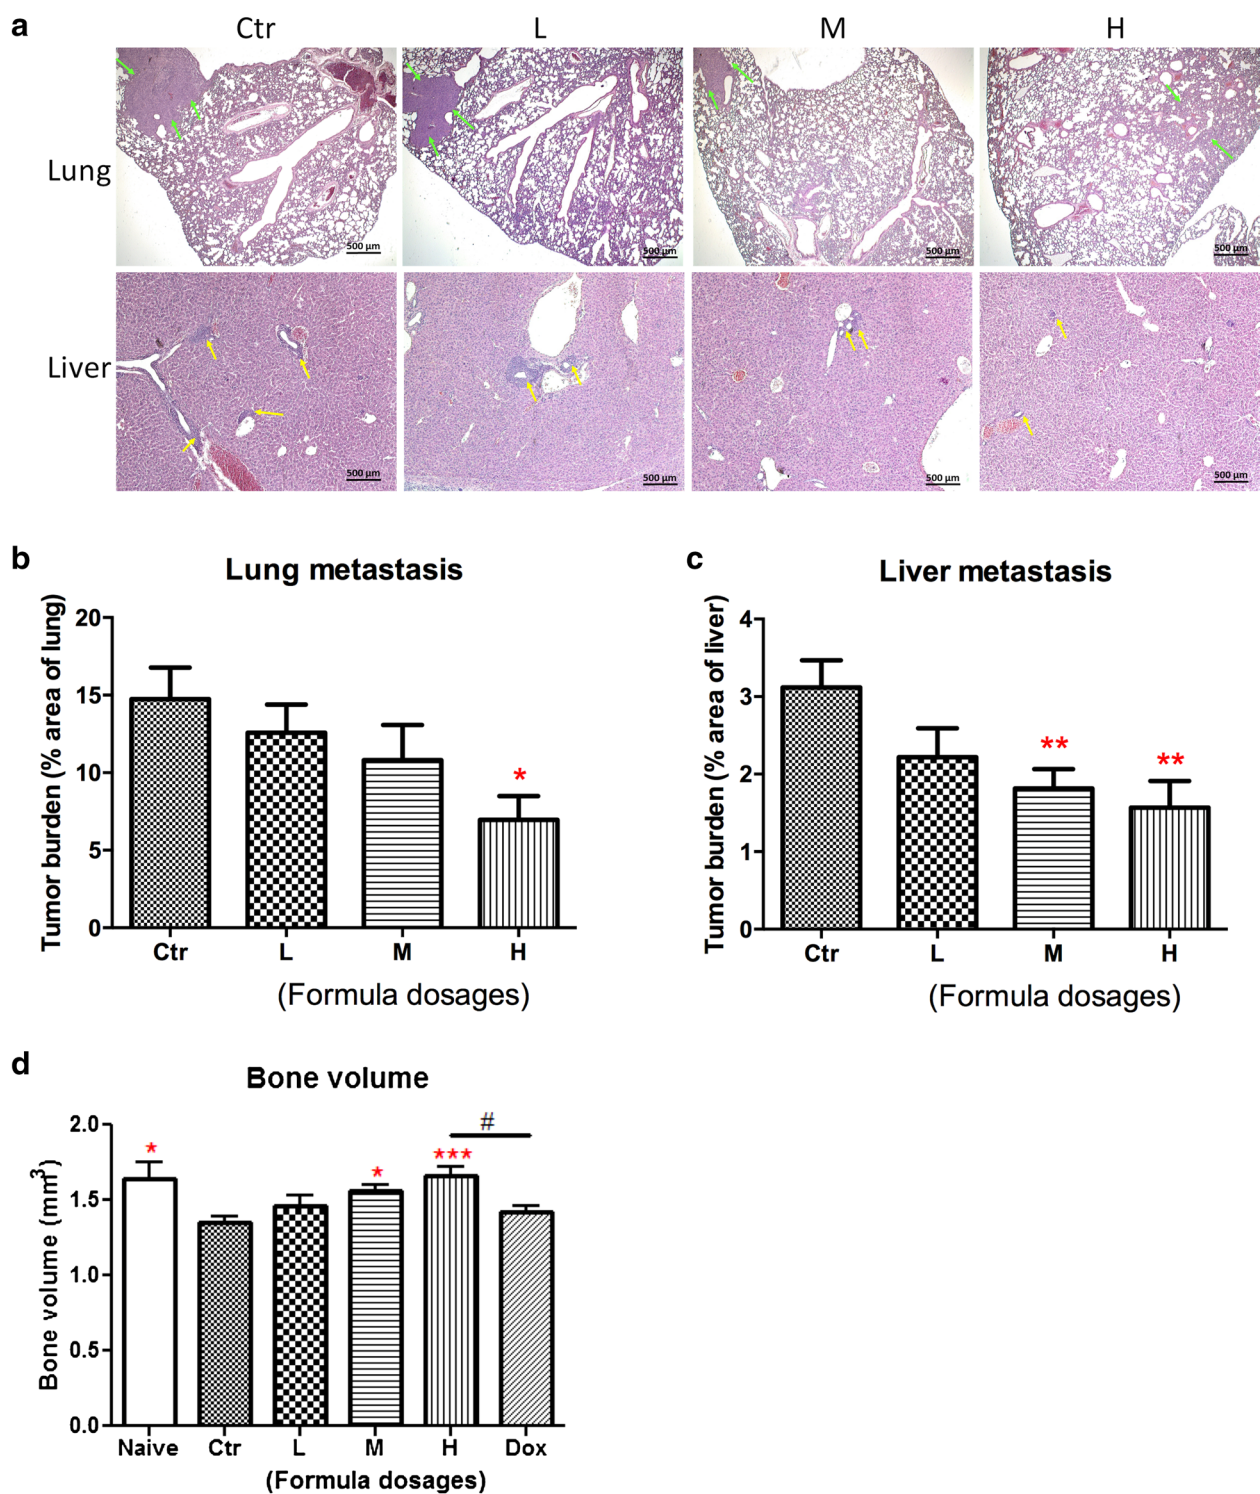 a
Ctr L M H
Lung
500 µm 500 µm 500 µm 500 µm
Liver
500 µm 500 µm 500 µm 500 µm
b
Lung metastasis
Tumor burden (% area of lung)
20
15
10
5
0
*
Ctr L M H
(Formula dosages)
c
Liver metastasis
Tumor burden (% area of liver)
4
3
2
1
0
** **
Ctr L M H
(Formula dosages)
d
Bone volume
Bone volume (mm³)
2.0
1.5
1.0
0.5
0.0
#
* * ***
Naive Ctr L M H Dox
(Formula dosages)